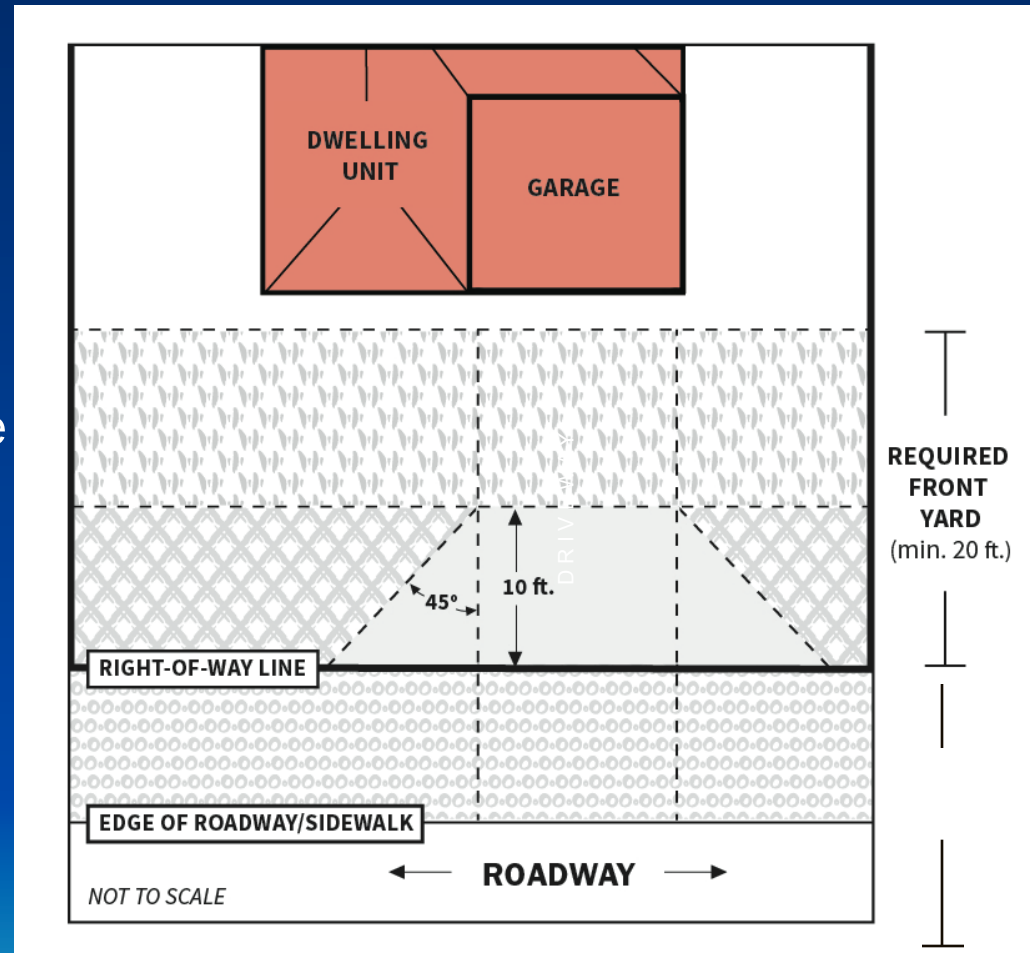 DWELLING
UNIT
GARAGE
e
DRIVEWAY
REQUIRED
FRONT
YARD
(min. 20 ft.)
10 ft.
45°
RIGHT-OF-WAY LINE
EDGE OF ROADWAY/SIDEWALK
ROADWAY
NOT TO SCALE